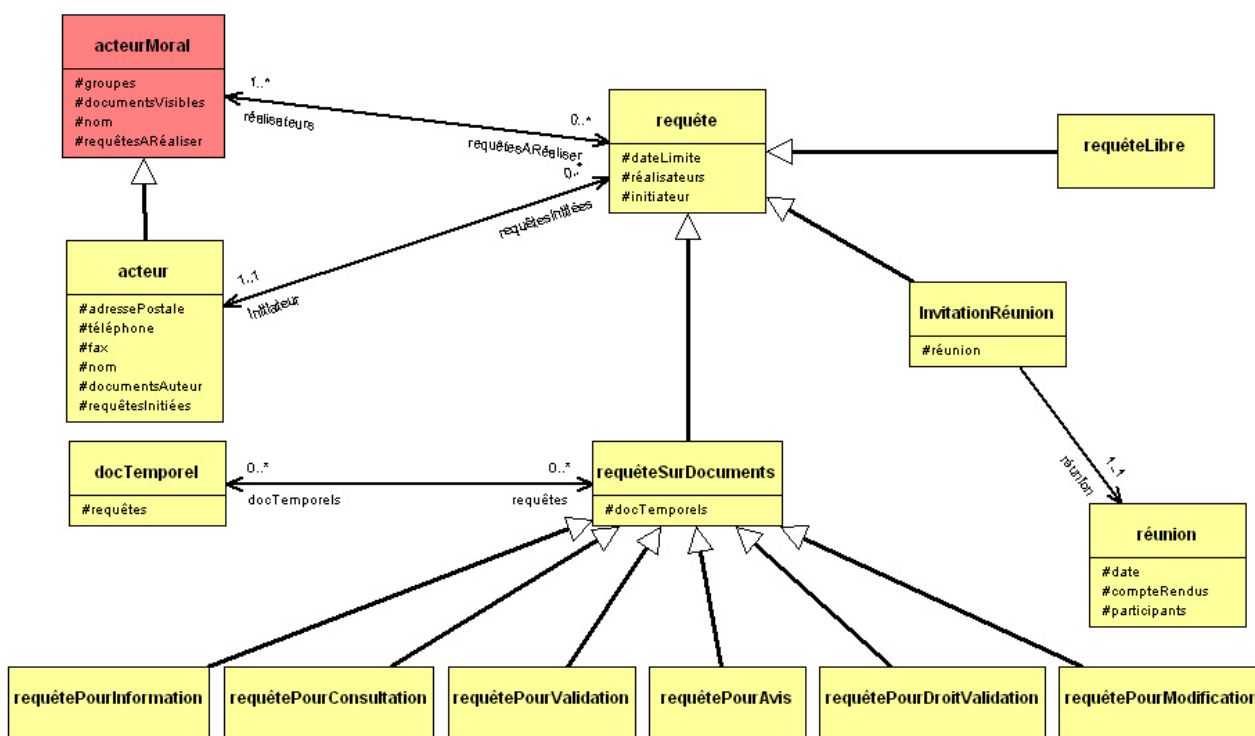 acteurMoral
#groupes
#documentsVisibles
#nom
#requêtesARéaliser
1..*
réalisateurs
0..*
requêtesARéaliser
requête
#dateLimite
#réalisateurs
#initiateur
requêteLibre
0..*
requêtesInitiées
1..1
Initiateur
acteur
#adressePostale
#téléphone
#fax
#nom
#documentsAuteur
#requêtesInitiées
InvitationRéunion
#réunion
1..1
réunion
docTemporel
#requêtes
0..*
docTemporels
0..*
requêtes
requêteSurDocuments
#docTemporels
réunion
#date
#compteRendus
#participants
requêtePourInformation
requêtePourConsultation
requêtePourValidation
requêtePourAvis
requêtePourDroitValidation
requêtePourModification